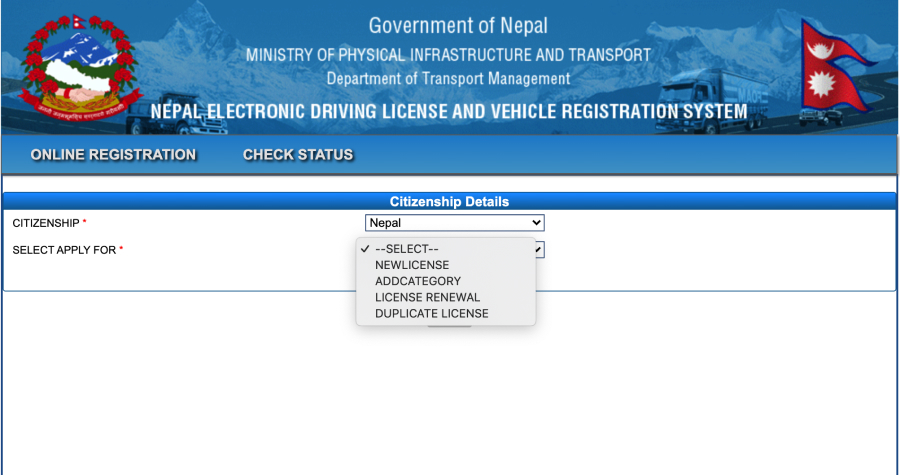 Government of Nepal
MINISTRY OF PHYSICAL INFRASTRUCTURE AND TRANSPORT
Department of Transport Management
NEPAL ELECTRONIC DRIVING LICENSE AND VEHICLE REGISTRATION SYSTEM
ONLINE REGISTRATION CHECK STATUS
Citizenship Details
CITIZENSHIP * Nepal
SELECT APPLY FOR *
✓ --SELECT--
NEWLICENSE
ADDCATEGORY
LICENSE RENEWAL
DUPLICATE LICENSE